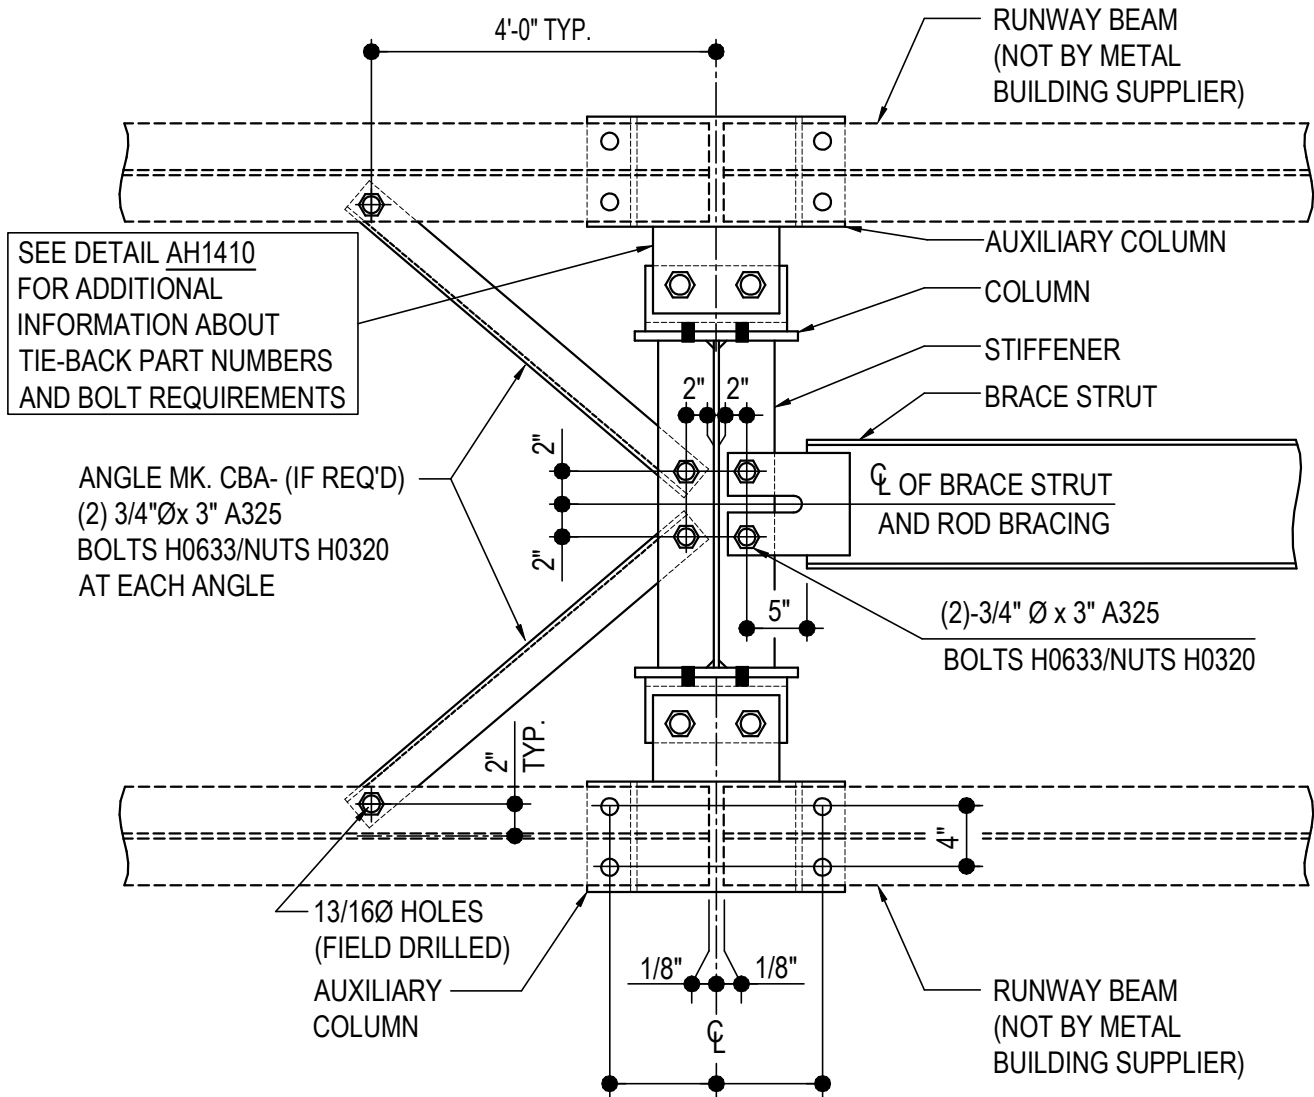 4'-0" TYP.
RUNWAY BEAM
(NOT BY METAL
BUILDING SUPPLIER)
SEE DETAIL AH1410
FOR ADDITIONAL
INFORMATION ABOUT
TIE-BACK PART NUMBERS
AND BOLT REQUIREMENTS
AUXILIARY COLUMN
COLUMN
STIFFENER
BRACE STRUT
2" 2"
2"
2"
ANGLE MK. CBA- (IF REQ'D)
(2) 3/4"Øx 3" A325
BOLTS H0633/NUTS H0320
AT EACH ANGLE
℄ OF BRACE STRUT
AND ROD BRACING
5"
(2)-3/4" Ø x 3" A325
BOLTS H0633/NUTS H0320
2"
TYP.
4"
13/16Ø HOLES
(FIELD DRILLED)
AUXILIARY
COLUMN
1/8" 1/8"
℄
RUNWAY BEAM
(NOT BY METAL
BUILDING SUPPLIER)